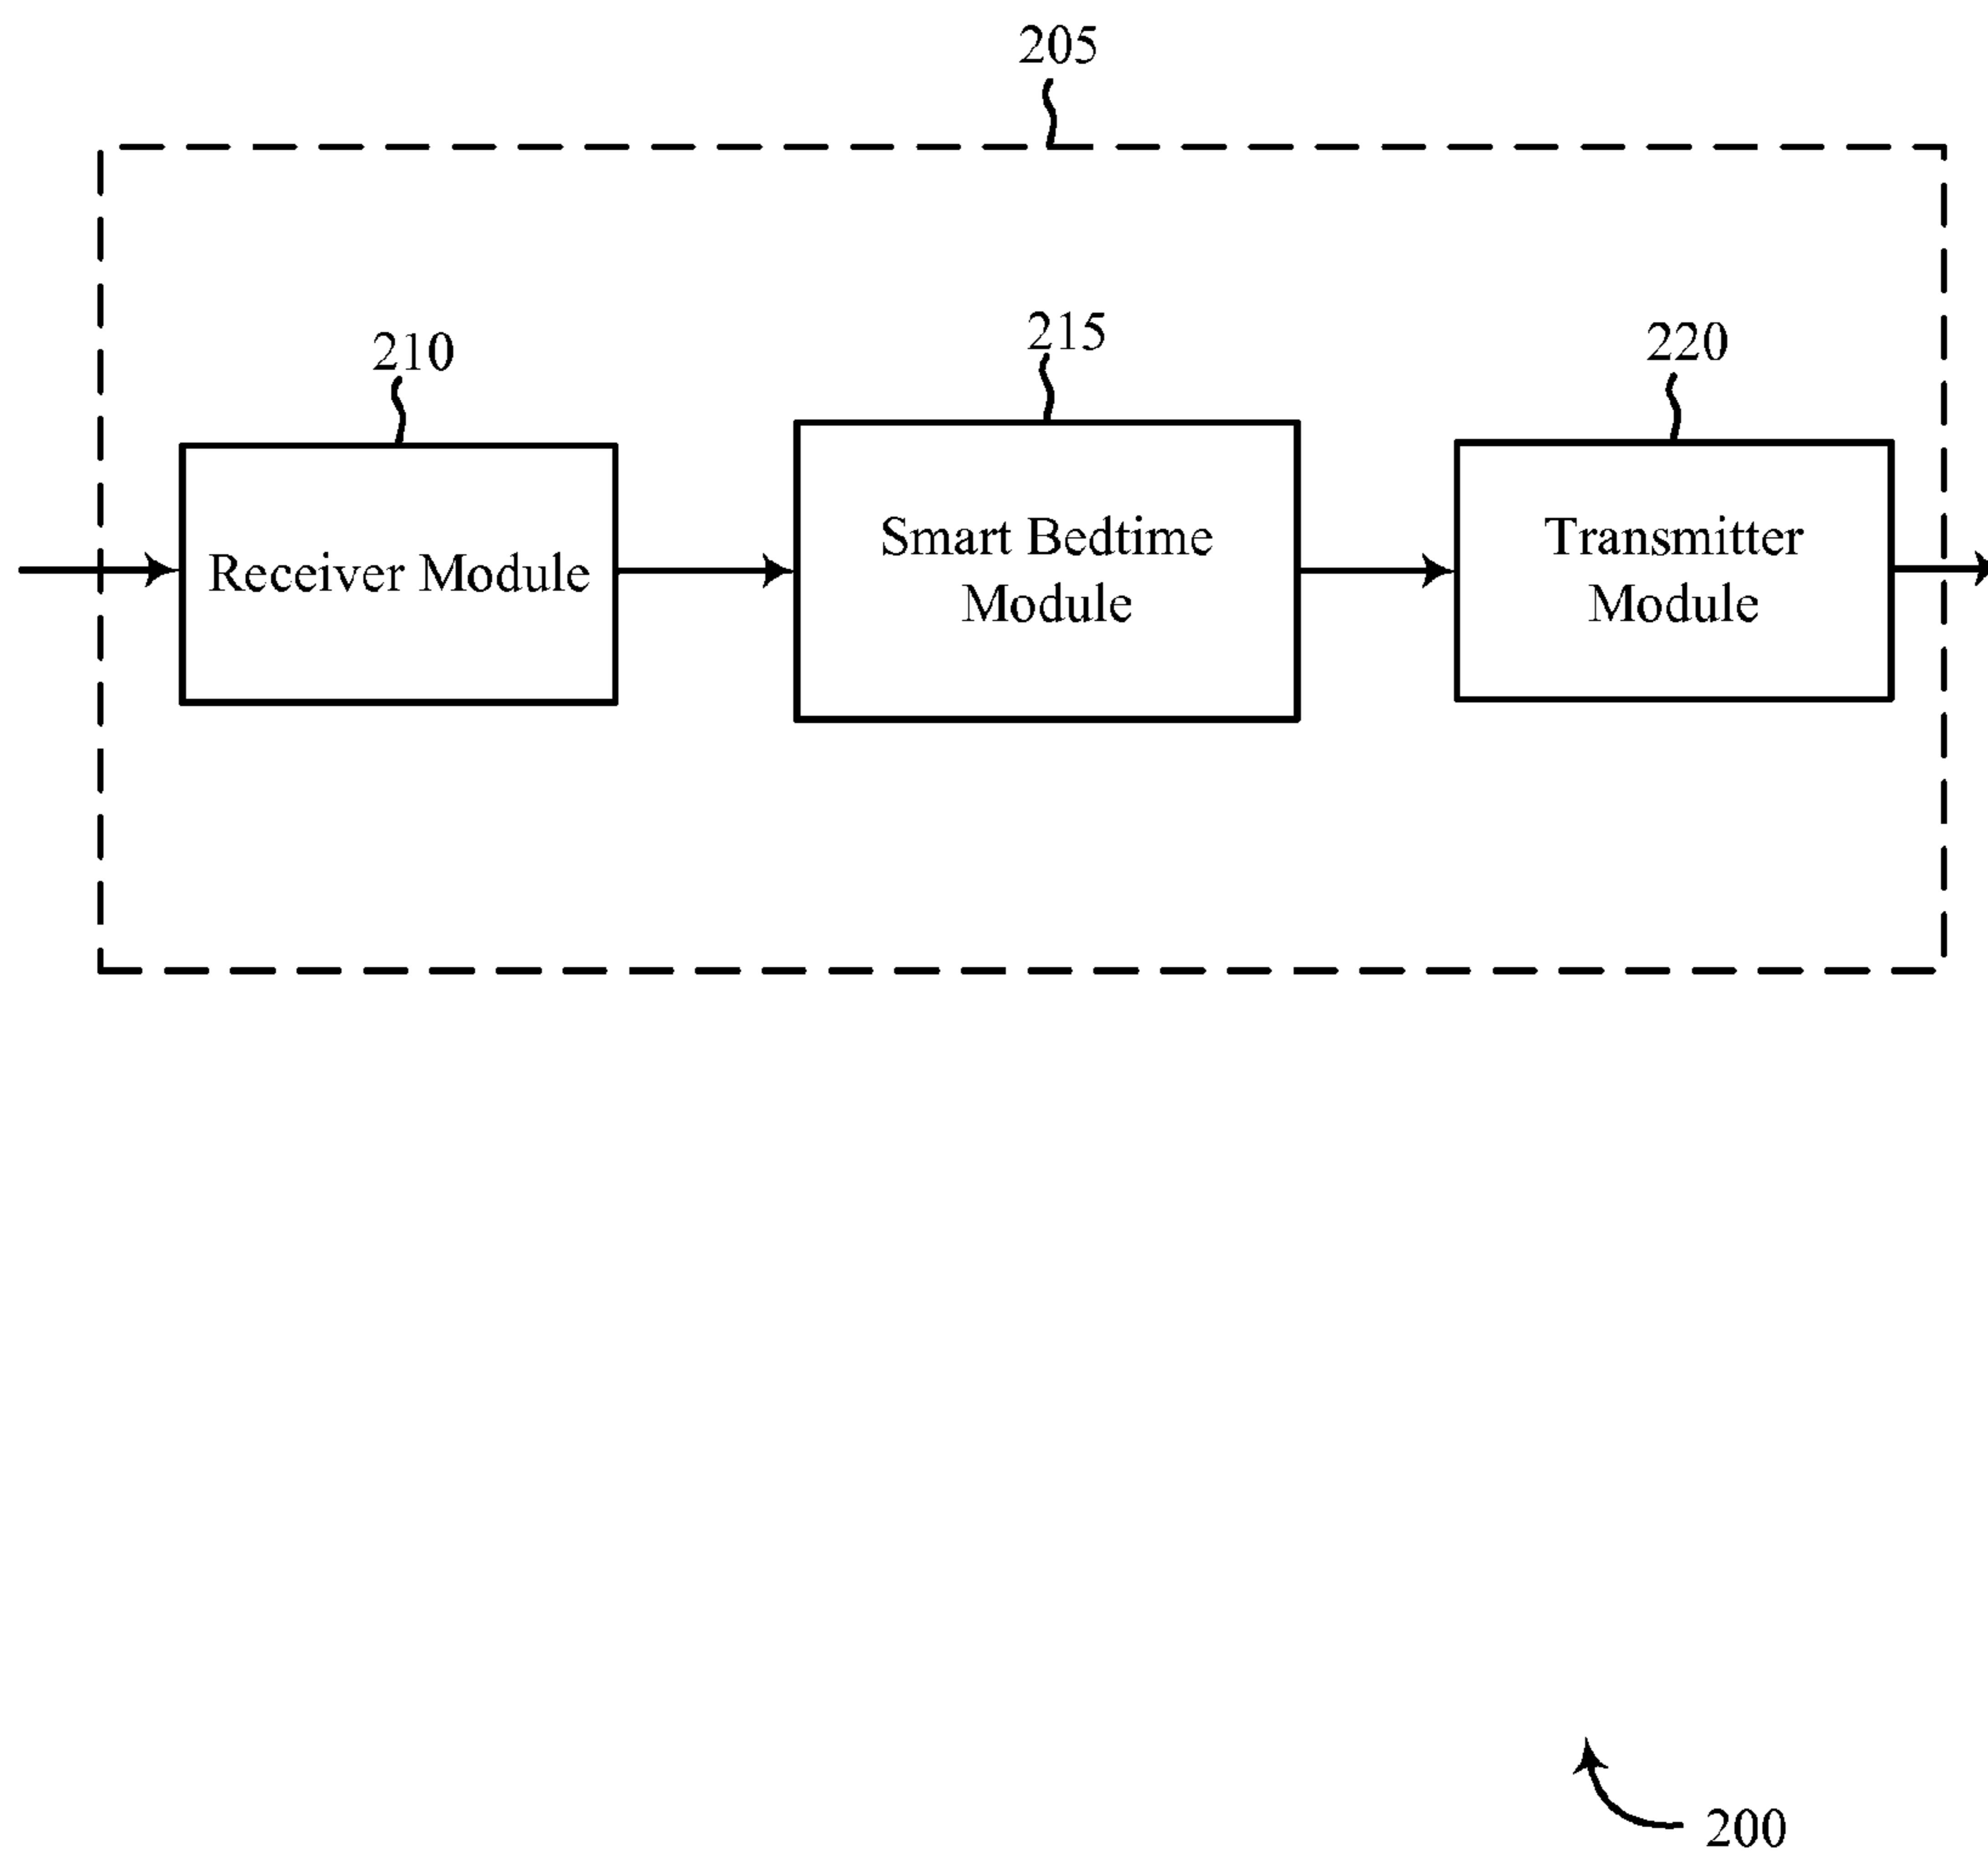 205
210
215
220
Receiver Module
Smart Bedtime
Module
Transmitter
Module
200